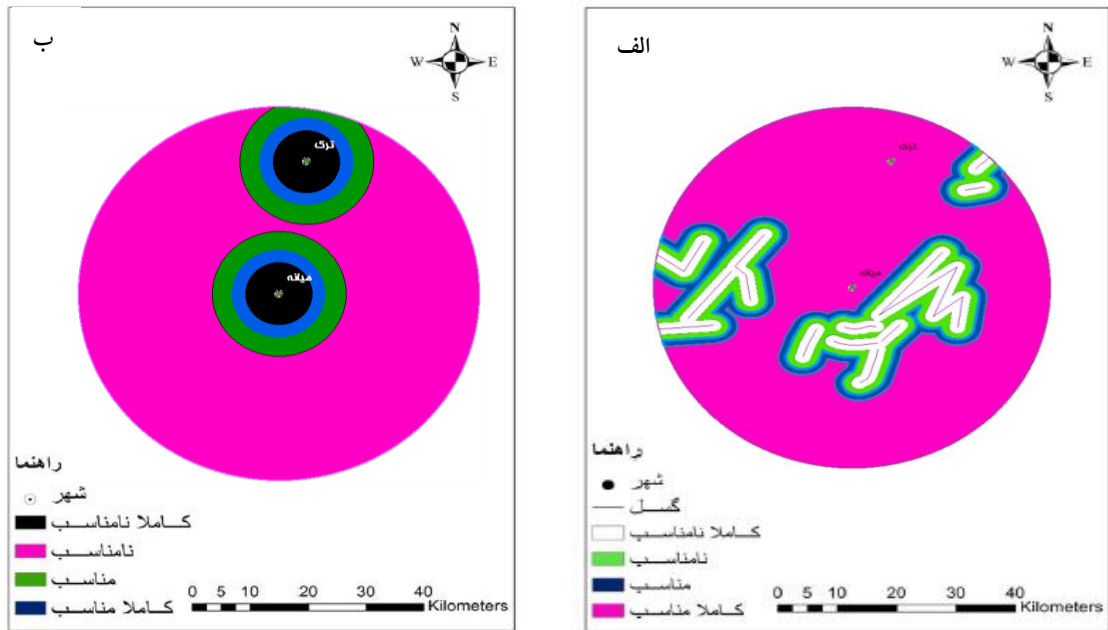 الف
N
W E
S
ترک
میانه
راهنما
شهر
گسل
کاملا نامناسب
نامناسب
مناسب
کاملا مناسب
0 5 10 20 30 40
Kilometers
ب
N
W E
S
ترک
میانه
راهنما
شهر
کاملا نامناسب
نامناسب
مناسب
کاملا مناسب
0 5 10 20 30 40
Kilometers